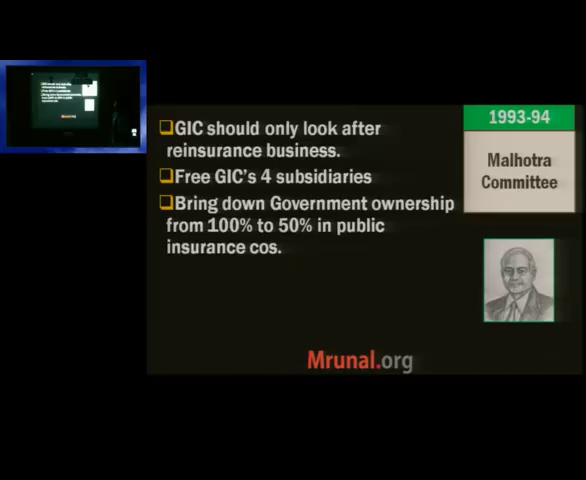 1993-94
Malhotra
Committee
❑GIC should only look after
reinsurance business.
❑Free GIC's 4 subsidiaries
❑Bring down Government ownership
from 100% to 50% in public
insurance cos.
Mrunal.org